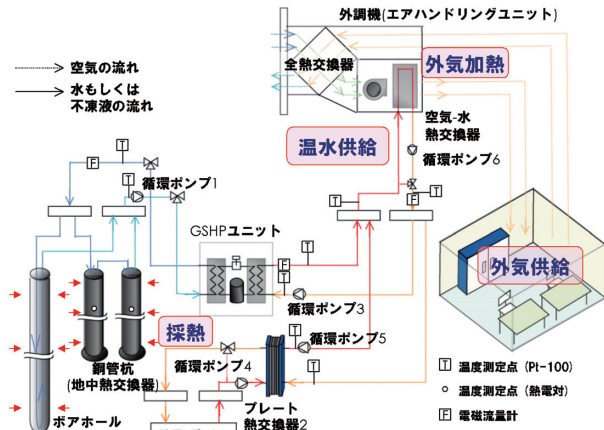 外調機(エアハンドリングユニット)
空気の流れ
水もしくは
不凍液の流れ
全熱交換器
外気加熱
空気-水
熱交換器
温水供給
循環ポンプ6
T
F
循環ポンプ1
T
T
T
F
GSHPユニット
T
F
T
T
循環ポンプ3
外気供給
採熱
循環ポンプ5
T
循環ポンプ4
T
鋼管杭
(地中熱交換器)
プレート
熱交換器2
ボアホール
T 温度測定点 (Pt-100)
温度測定点 (熱電対)
F 電磁流量計